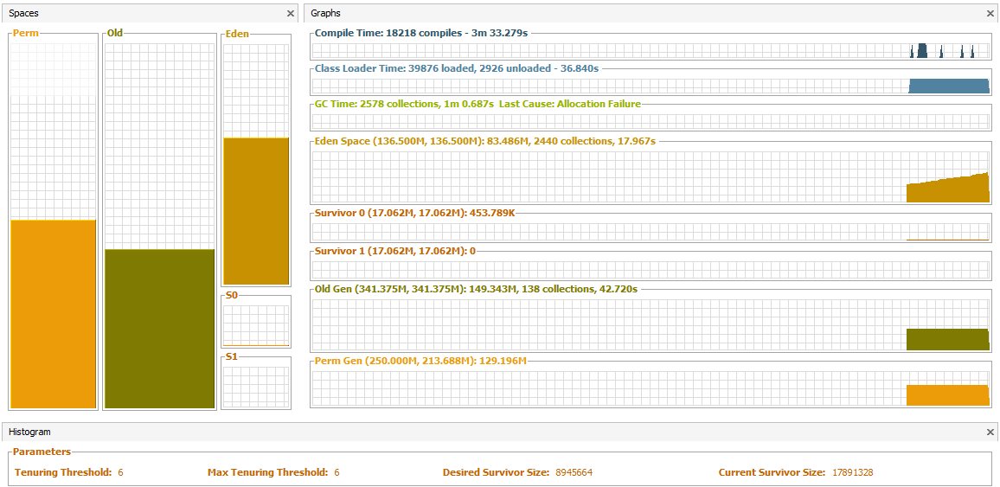 Spaces
Perm
Old
Eden
S0
S1
Graphs
Compile Time: 18218 compiles - 3m 33.279s
Class Loader Time: 39876 loaded, 2926 unloaded - 36.840s
GC Time: 2578 collections, 1m 0.687s  Last Cause: Allocation Failure
Eden Space (136.500M, 136.500M): 83.486M, 2440 collections, 17.967s
Survivor 0 (17.062M, 17.062M): 453.789K
Survivor 1 (17.062M, 17.062M): 0
Old Gen (341.375M, 341.375M): 149.343M, 138 collections, 42.720s
Perm Gen (250.000M, 213.688M): 129.196M
Histogram
Parameters
Tenuring Threshold: 6 Max Tenuring Threshold: 6 Desired Survivor Size: 8945664 Current Survivor Size: 17891328